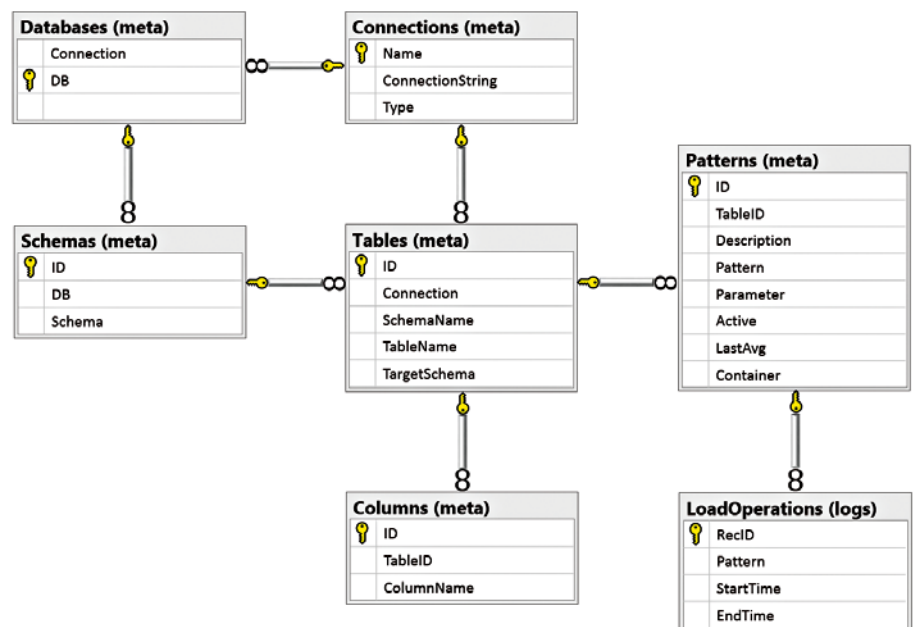 Databases (meta)
Connection
DB
Connections (meta)
Name
ConnectionString
Type
Schemas (meta)
ID
DB
Schema
Tables (meta)
ID
Connection
SchemaName
TableName
TargetSchema
Patterns (meta)
ID
TableID
Description
Pattern
Parameter
Active
LastAvg
Container
Columns (meta)
ID
TableID
ColumnName
LoadOperations (logs)
RecID
Pattern
StartTime
EndTime